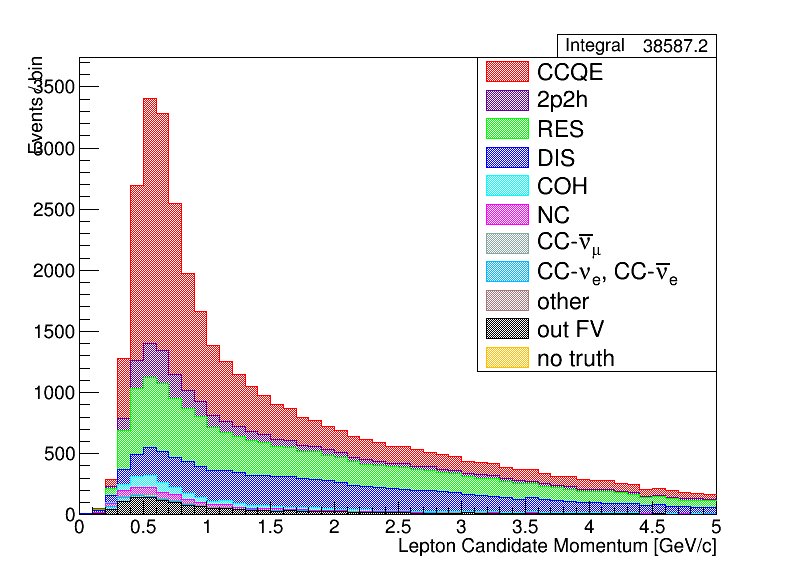 Integral 38587.2
Events / bin
CCQE
2p2h
RES
DIS
COH
NC
CC-ν̅μ
CC-νe, CC-ν̅e
other
out FV
no truth
3500
3000
2500
2000
1500
1000
500
0
0 0.5 1 1.5 2 2.5 3 3.5 4 4.5 5
Lepton Candidate Momentum [GeV/c]